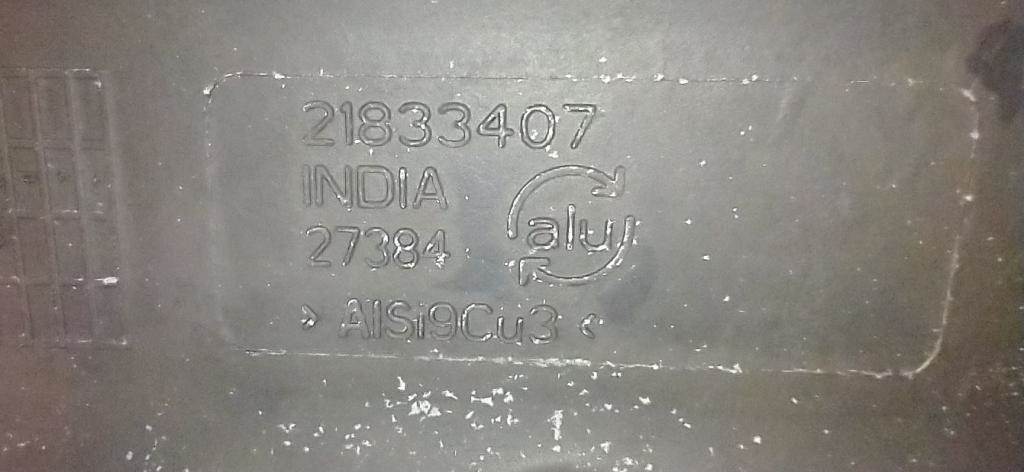 21833407
INDIA
27384
alu
> AlSi9Cu3 <